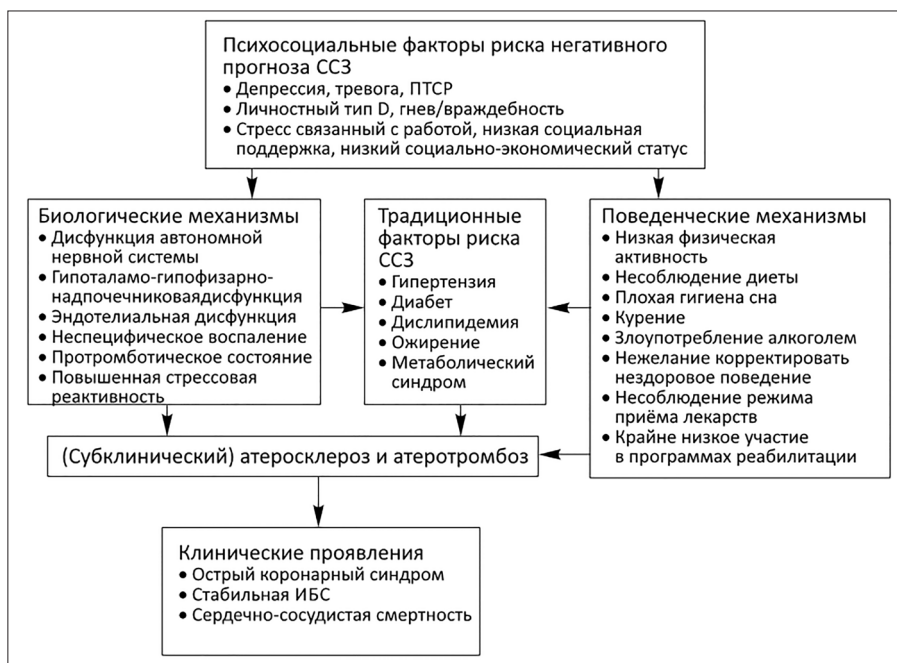 Психосоциальные факторы риска негативного
прогноза ССЗ
• Депрессия, тревога, ПТСР
• Личностный тип D, гнев/враждебность
• Стресс связанный с работой, низкая социальная
поддержка, низкий социально-экономический статус
Биологические механизмы
• Дисфункция автономной
нервной системы
• Гипоталамо-гипофизарно-
надпочечниковаядисфункция
• Эндотелиальная дисфункция
• Неспецифическое воспаление
• Протромботическое состояние
• Повышенная стрессовая
реактивность
Традиционные
факторы риска
ССЗ
• Гипертензия
• Диабет
• Дислипидемия
• Ожирение
• Метаболический
синдром
Поведенческие механизмы
• Низкая физическая
активность
• Несоблюдение диеты
• Плохая гигиена сна
• Курение
• Злоупотребление алкоголем
• Нежелание корректировать
нездоровое поведение
• Несоблюдение режима
приёма лекарств
• Крайне низкое участие
в программах реабилитации
(Субклинический) атеросклероз и атеротромбоз
Клинические проявления
• Острый коронарный синдром
• Стабильная ИБС
• Сердечно-сосудистая смертность